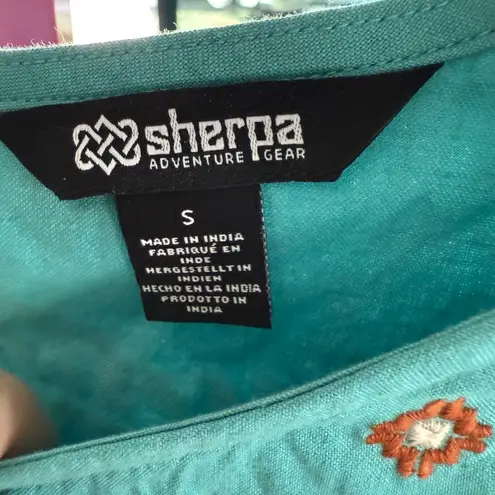 sherpa
ADVENTURE GEAR
S
MADE IN INDIA
FABRIQUÉ EN
INDE
HERGESTELLT IN
INDIEN
HECHO EN LA INDIA
PRODOTTO IN
INDIA